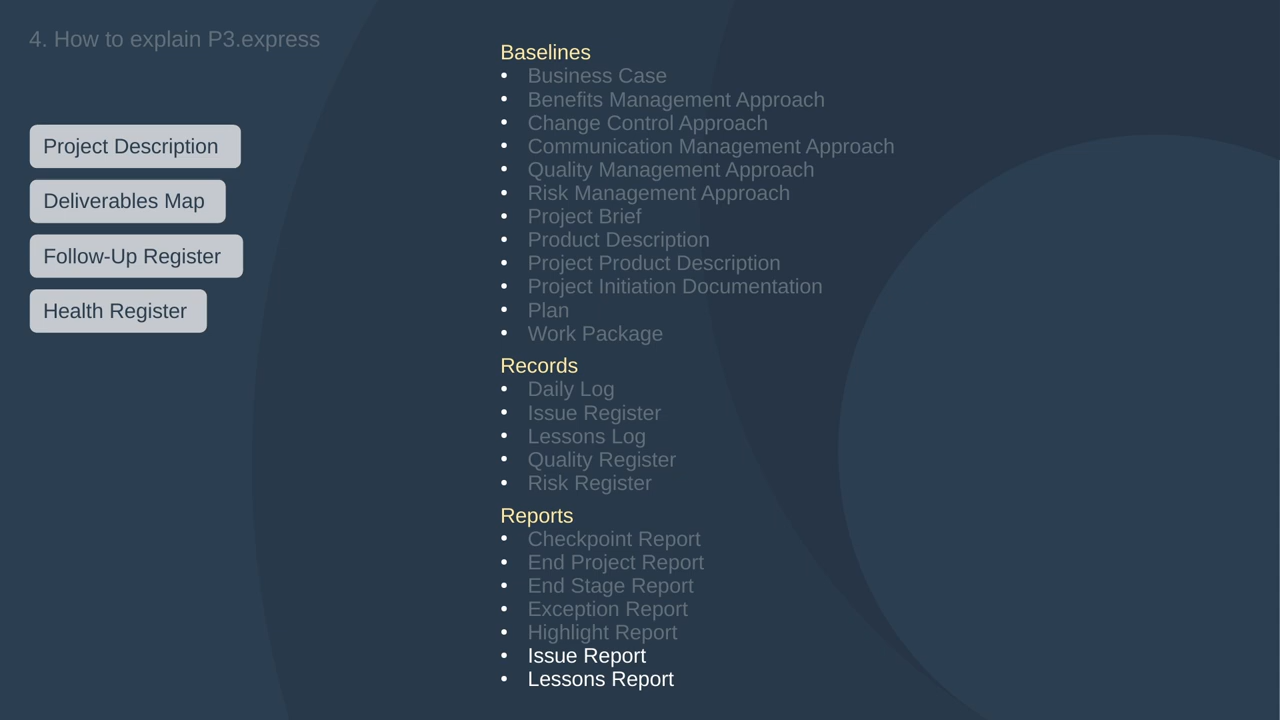 4. How to explain P3.express
Project Description
Deliverables Map
Follow-Up Register
Health Register
Baselines
• Business Case
• Benefits Management Approach
• Change Control Approach
• Communication Management Approach
• Quality Management Approach
• Risk Management Approach
• Project Brief
• Product Description
• Project Product Description
• Project Initiation Documentation
• Plan
• Work Package
Records
• Daily Log
• Issue Register
• Lessons Log
• Quality Register
• Risk Register
Reports
• Checkpoint Report
• End Project Report
• End Stage Report
• Exception Report
• Highlight Report
• Issue Report
• Lessons Report